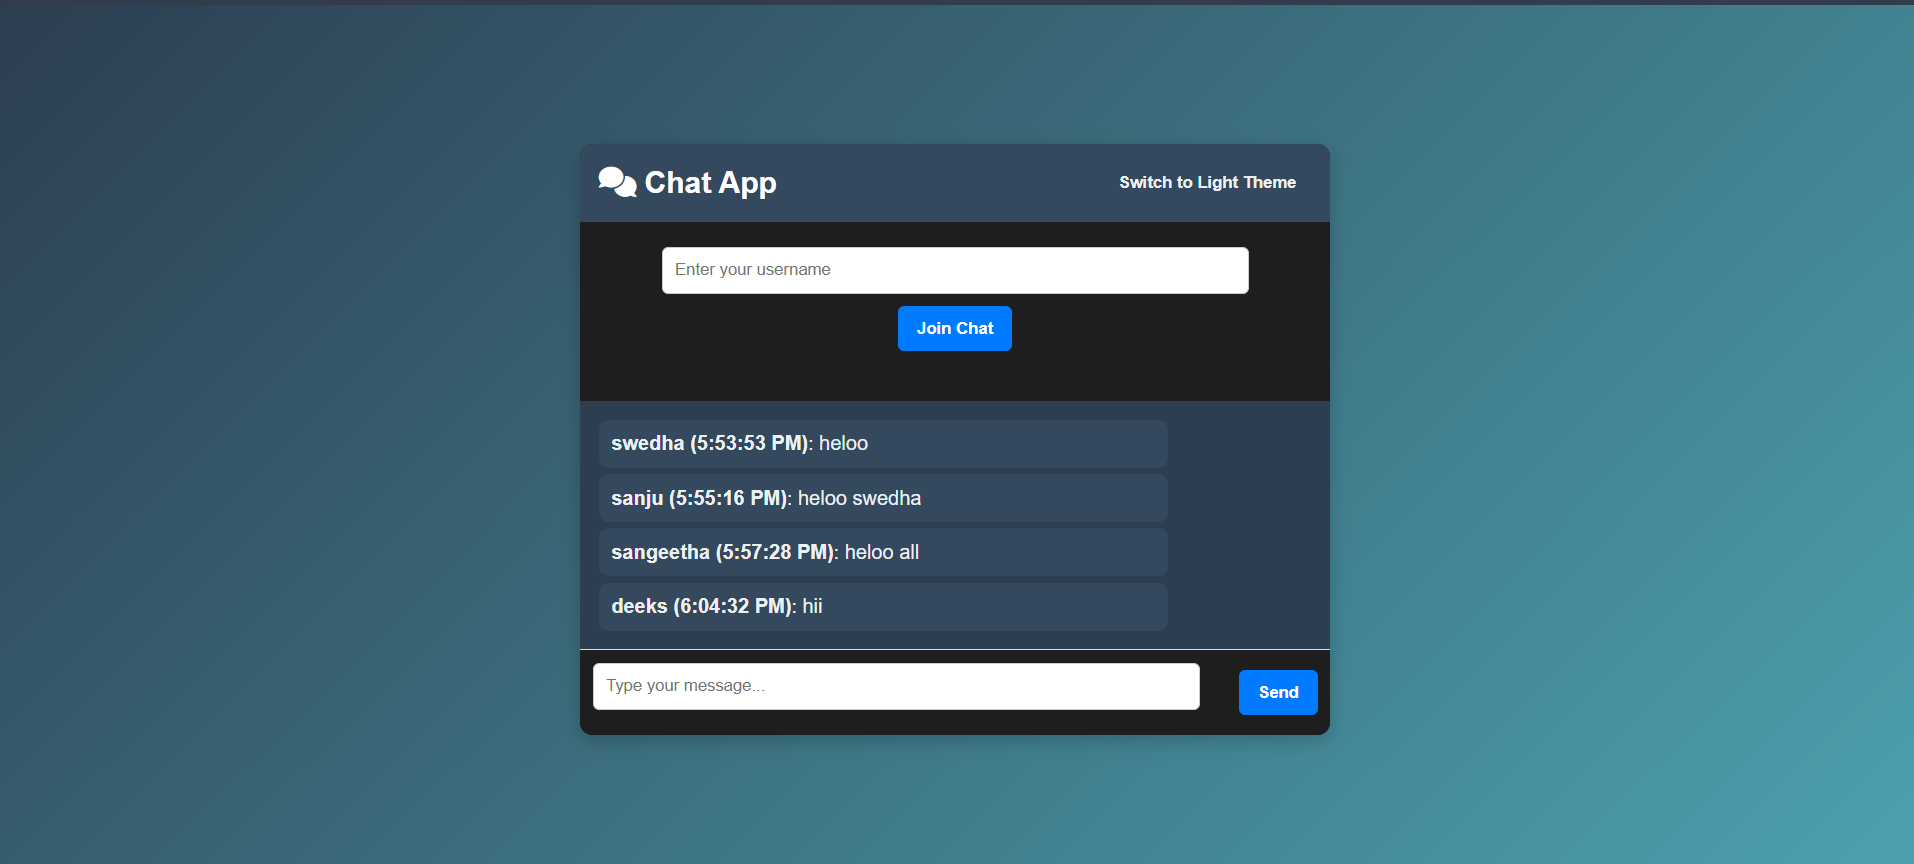 Chat App
Switch to Light Theme
Enter your username
Join Chat
swedha (5:53:53 PM): heloo
sanju (5:55:16 PM): heloo swedha
sangeetha (5:57:28 PM): heloo all
deeks (6:04:32 PM): hii
Type your message...
Send